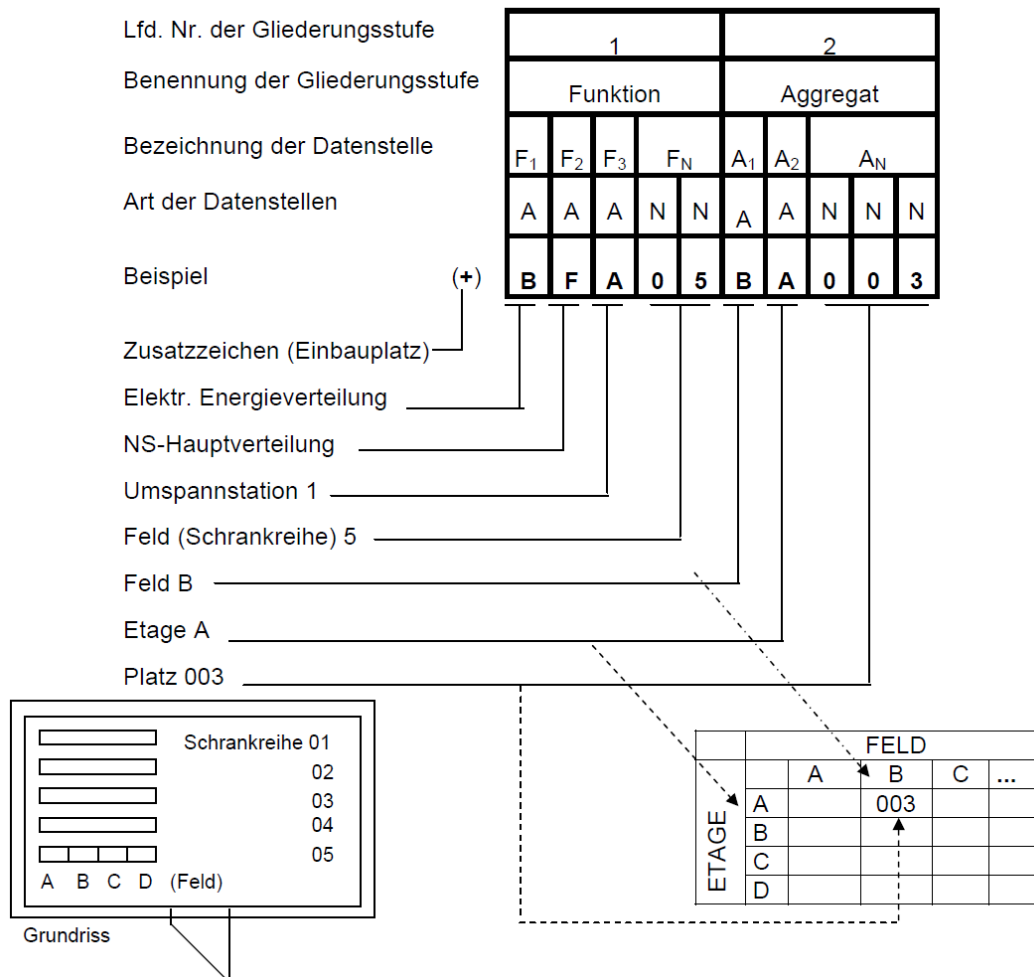 Lfd. Nr. der Gliederungsstufe 1 2
Benennung der Gliederungsstufe Funktion Aggregat
Bezeichnung der Datenstelle F₁ F₂ F₃ F_N A₁ A₂ A_N
Art der Datenstellen A A A N N A A N N N
Beispiel (+) B F A 0 5 B A 0 0 3
Zusatzzeichen (Einbauplatz)
Elektr. Energieverteilung
NS-Hauptverteilung
Umspannstation 1
Feld (Schrankreihe) 5
Feld B
Etage A
Platz 003
Schrankreihe 01
02
03
04
05
A B C D (Feld)
Grundriss
FELD
A B C ...
ETAGE
A 003
B
C
D